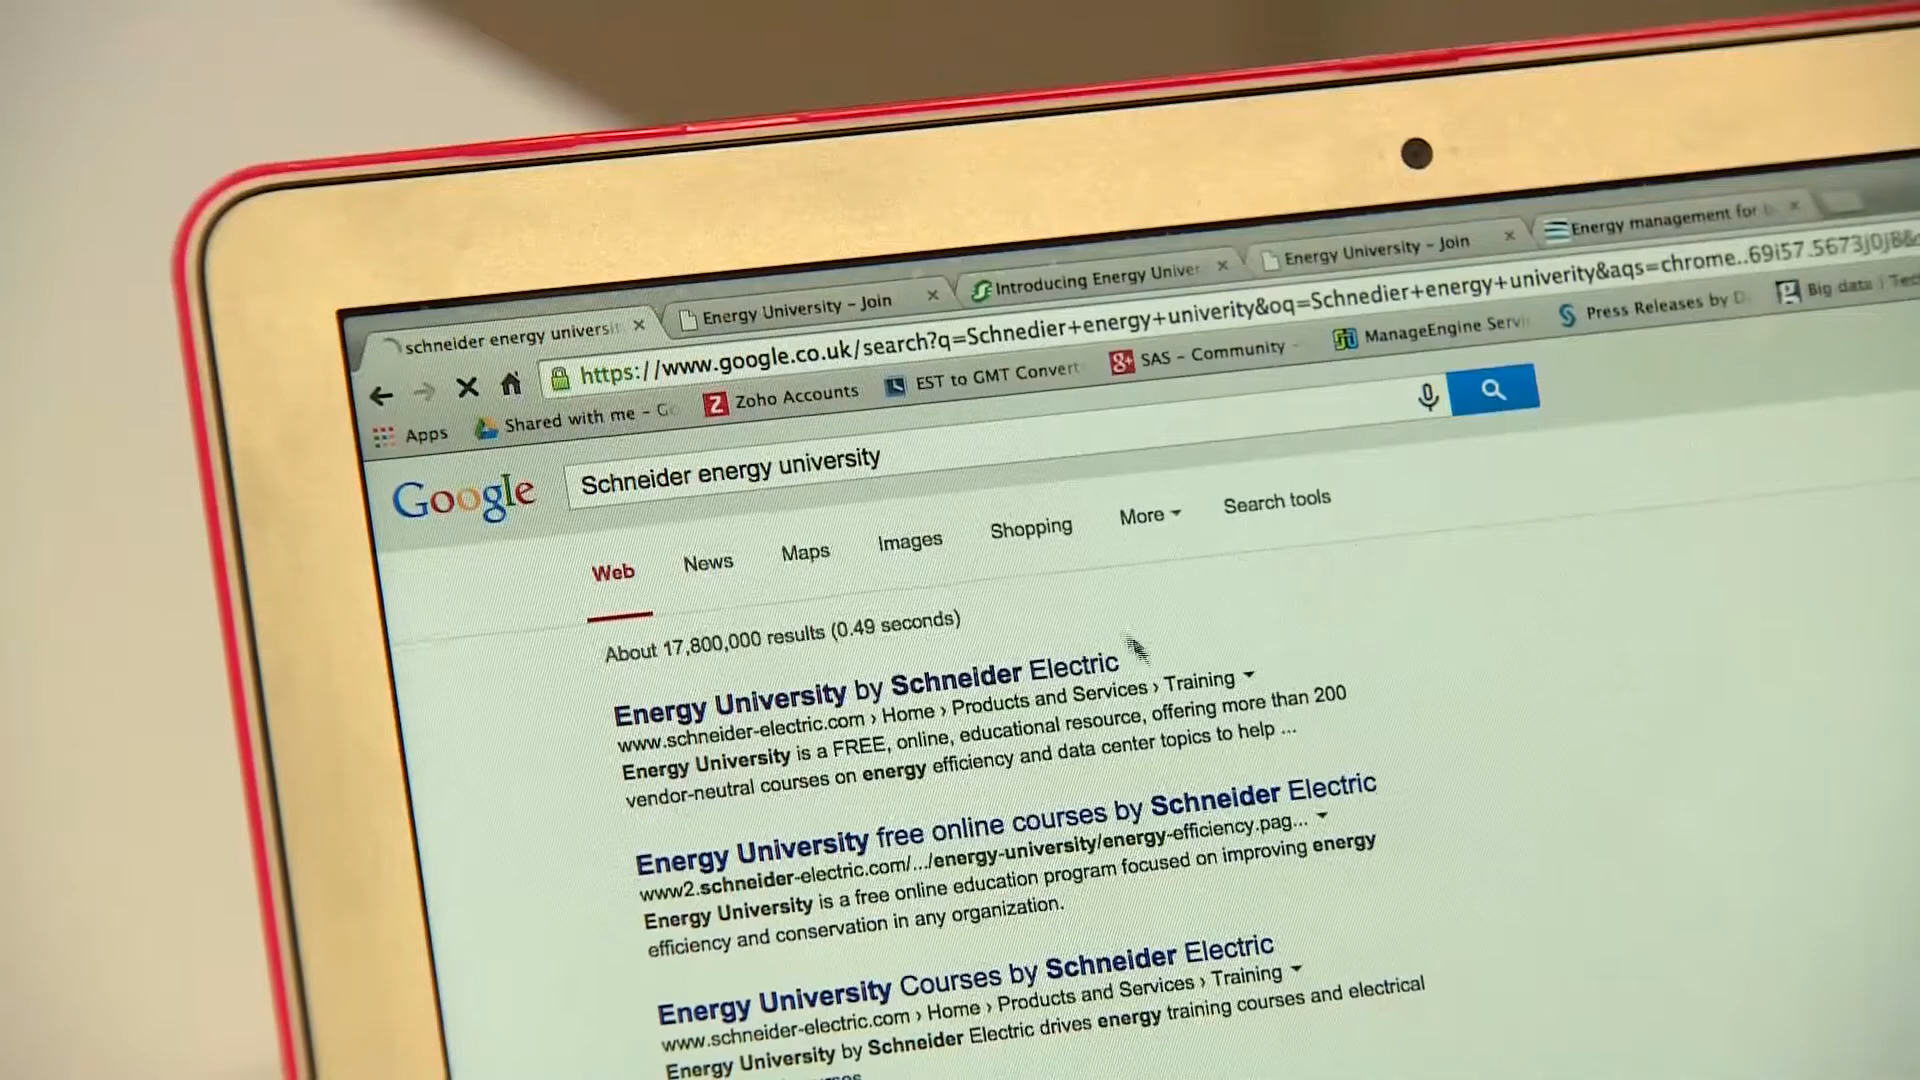 schneider energy universi
Energy University - Join
Introducing Energy Univer
Energy University - Join
Energy management for
https://www.google.co.uk/search?q=Schnedier+energy+univerity&oq=Schnedier+energy+univerity&aqs=chrome..69i57.5673j0j8&
Apps
Shared with me - Go
Zoho Accounts
EST to GMT Convert
SAS - Community -
ManageEngine Servi
Press Releases by D
Big data | Tec
Google
Schneider energy university
Web News Maps Images Shopping More Search tools
About 17,800,000 results (0.49 seconds)
Energy University by Schneider Electric
www.schneider-electric.com › Home › Products and Services › Training
Energy University is a FREE, online, educational resource, offering more than 200
vendor-neutral courses on energy efficiency and data center topics to help ...
Energy University free online courses by Schneider Electric
www2.schneider-electric.com/.../energy-university/energy-efficiency.pag...
Energy University is a free online education program focused on improving energy
efficiency and conservation in any organization.
Energy University Courses by Schneider Electric
www.schneider-electric.com › Home › Products and Services › Training
Energy University by Schneider Electric drives energy training courses and electrical